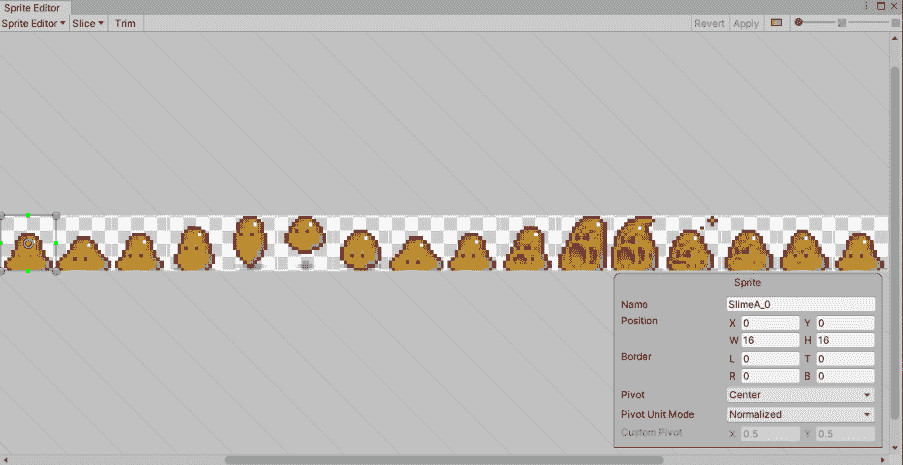 Sprite Editor
Sprite Editor Slice Trim Revert Apply
Sprite
Name SlimeA_0
Position X 0 Y 0
W 16 H 16
Border L 0 T 0
R 0 B 0
Pivot Center
Pivot Unit Mode Normalized
Custom Pivot X 0.5 Y 0.5